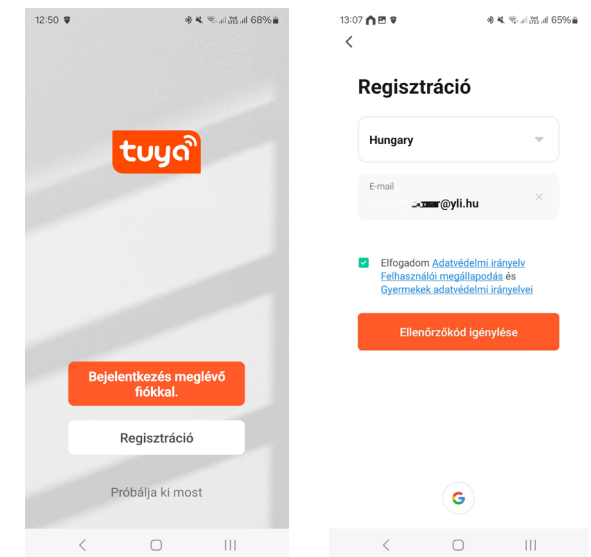 12:50
68%
tuya
Bejelentkezés meglévő
fiókkal.
Regisztráció
Próbálja ki most
13:07
65%
Regisztráció
Hungary
E-mail
@yli.hu
Elfogadom Adatvédelmi irányelv
Felhasználói megállapodás és
Gyermekek adatvédelmi irányelvei
Ellenőrzőkód igénylése
G